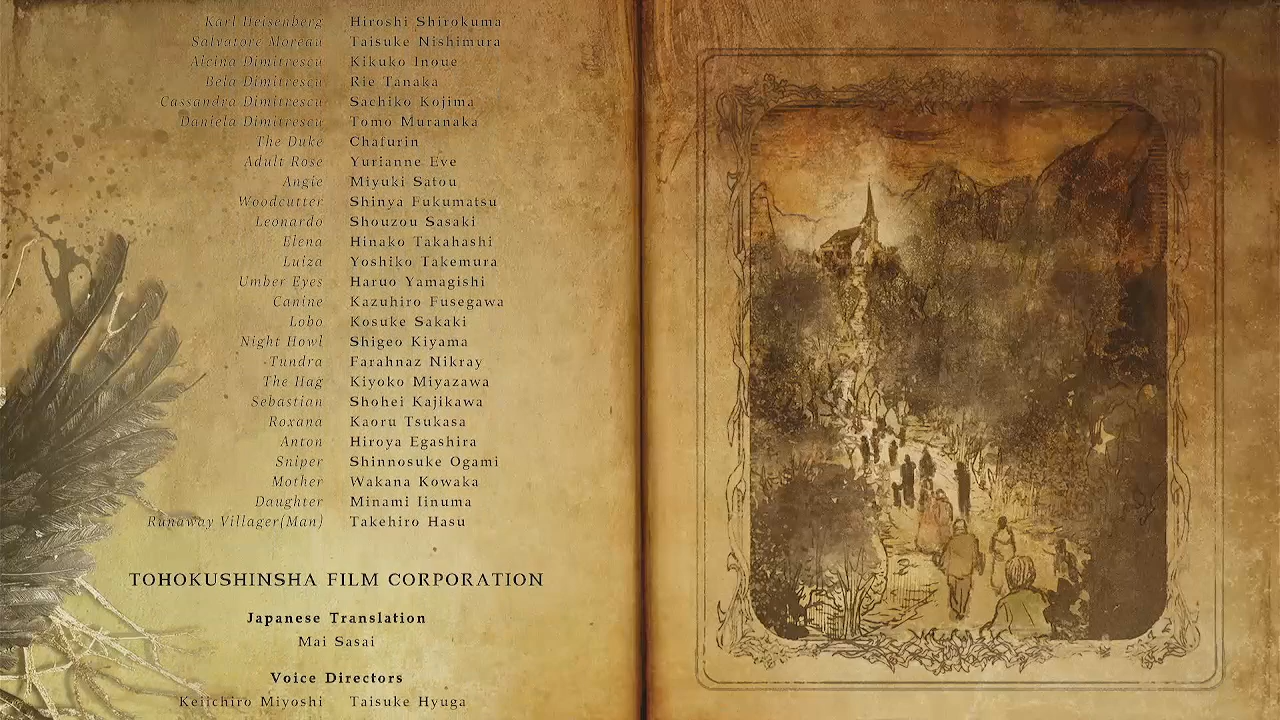 Karl Heisenberg Hiroshi Shirokuma
Salvatore Moreau Taisuke Nishimura
Alcina Dimitrescu Kikuko Inoue
Bela Dimitrescu Rie Tanaka
Cassandra Dimitrescu Sachiko Kojima
Daniela Dimitrescu Tomo Muranaka
The Duke Chafurin
Adult Rose Yurianne Eve
Angie Miyuki Satou
Woodcutter Shinya Fukumatsu
Leonardo Shouzou Sasaki
Elena Hinako Takahashi
Luiza Yoshiko Takemura
Umber Eyes Haruo Yamagishi
Canine Kazuhiro Fusegawa
Lobo Kosuke Sakaki
Night Howl Shigeo Kiyama
Tundra Farahnaz Nikray
The Hag Kiyoko Miyazawa
Sebastian Shohei Kajikawa
Roxana Kaoru Tsukasa
Anton Hiroya Egashira
Sniper Shinnosuke Ogami
Mother Wakana Kowaka
Daughter Minami Iinuma
Runaway Villager(Man) Takehiro Hasu
TOHOKUSHINSHA FILM CORPORATION
Japanese Translation
Mai Sasai
Voice Directors
Keiichiro Miyoshi Taisuke Hyuga